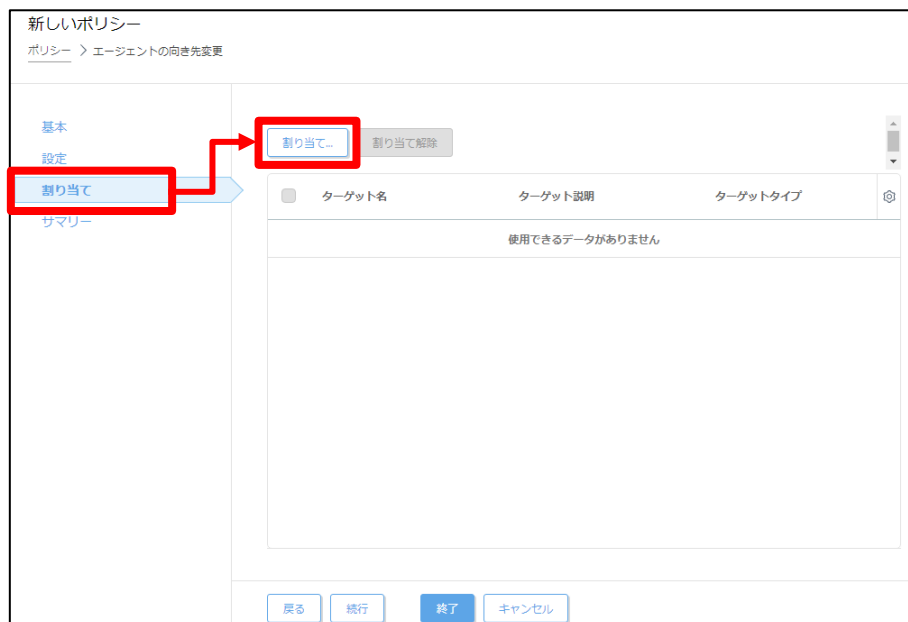 新しいポリシー
ポリシー > エージェントの向き先変更
基本
設定
割り当て
サマリー
割り当て... 割り当て解除
ターゲット名 ターゲット説明 ターゲットタイプ
使用できるデータがありません
戻る 続行 終了 キャンセル